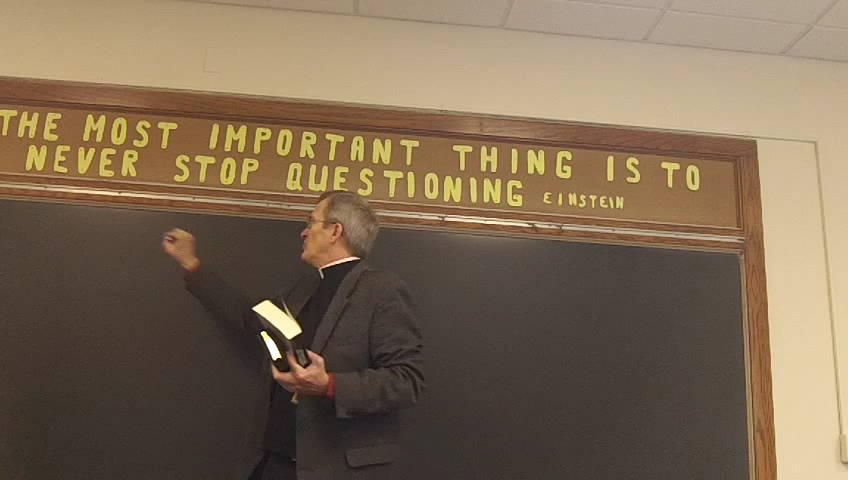 THE MOST IMPORTANT THING IS TO
NEVER STOP QUESTIONING EINSTEIN